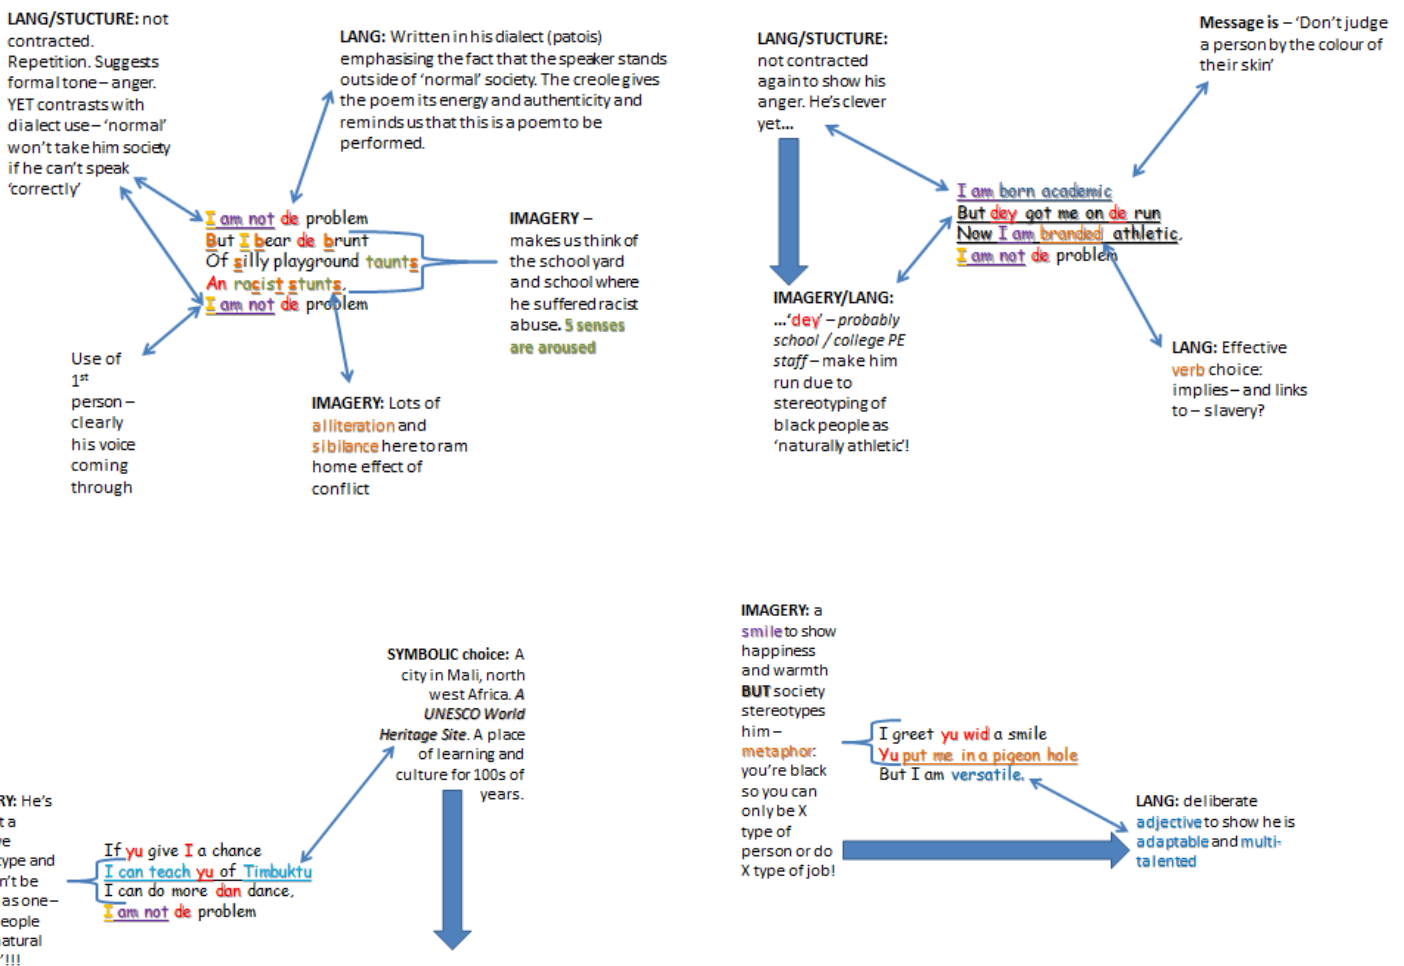 LANG/STUCTURE: not
contracted.
Repetition. Suggests
formal tone – anger.
YET contrasts with
dialect use – 'normal'
won't take him society
if he can't speak
'correctly'
LANG: Written in his dialect (patois)
emphasising the fact that the speaker stands
outside of 'normal' society. The creole gives
the poem its energy and authenticity and
reminds us that this is a poem to be
performed.
I am not de problem
But I bear de brunt
Of silly playground taunts
An racist stunts,
I am not de problem
IMAGERY –
makes us think of
the school yard
and school where
he suffered racist
abuse. 5 senses
are aroused
Use of
1st
person –
clearly
his voice
coming
through
IMAGERY: Lots of
alliteration and
sibilance here to ram
home effect of
conflict
LANG/STUCTURE:
not contracted
again to show his
anger. He's clever
yet...
Message is – 'Don't judge
a person by the colour of
their skin'
I am born academic
But dey got me on de run
Now I am branded athletic,
I am not de problem
IMAGERY/LANG:
...'dey' – probably
school / college PE
staff – make him
run due to
stereotyping of
black people as
'naturally athletic'!
LANG: Effective
verb choice:
implies – and links
to – slavery?
SYMBOLIC choice: A
city in Mali, north
west Africa. A
UNESCO World
Heritage Site. A place
of learning and
culture for 100s of
years.
RY: He's
t a
ve
type and
n't be
as one –
eople
natural
'!!!
If yu give I a chance
I can teach yu of Timbuktu
I can do more dan dance,
I am not de problem
IMAGERY: a
smile to show
happiness
and warmth
BUT society
stereotypes
him –
metaphor:
you're black
so you can
only be X
type of
person or do
X type of job!
I greet yu wid a smile
Yu put me in a pigeon hole
But I am versatile.
LANG: deliberate
adjective to show he is
adaptable and multi-
talented